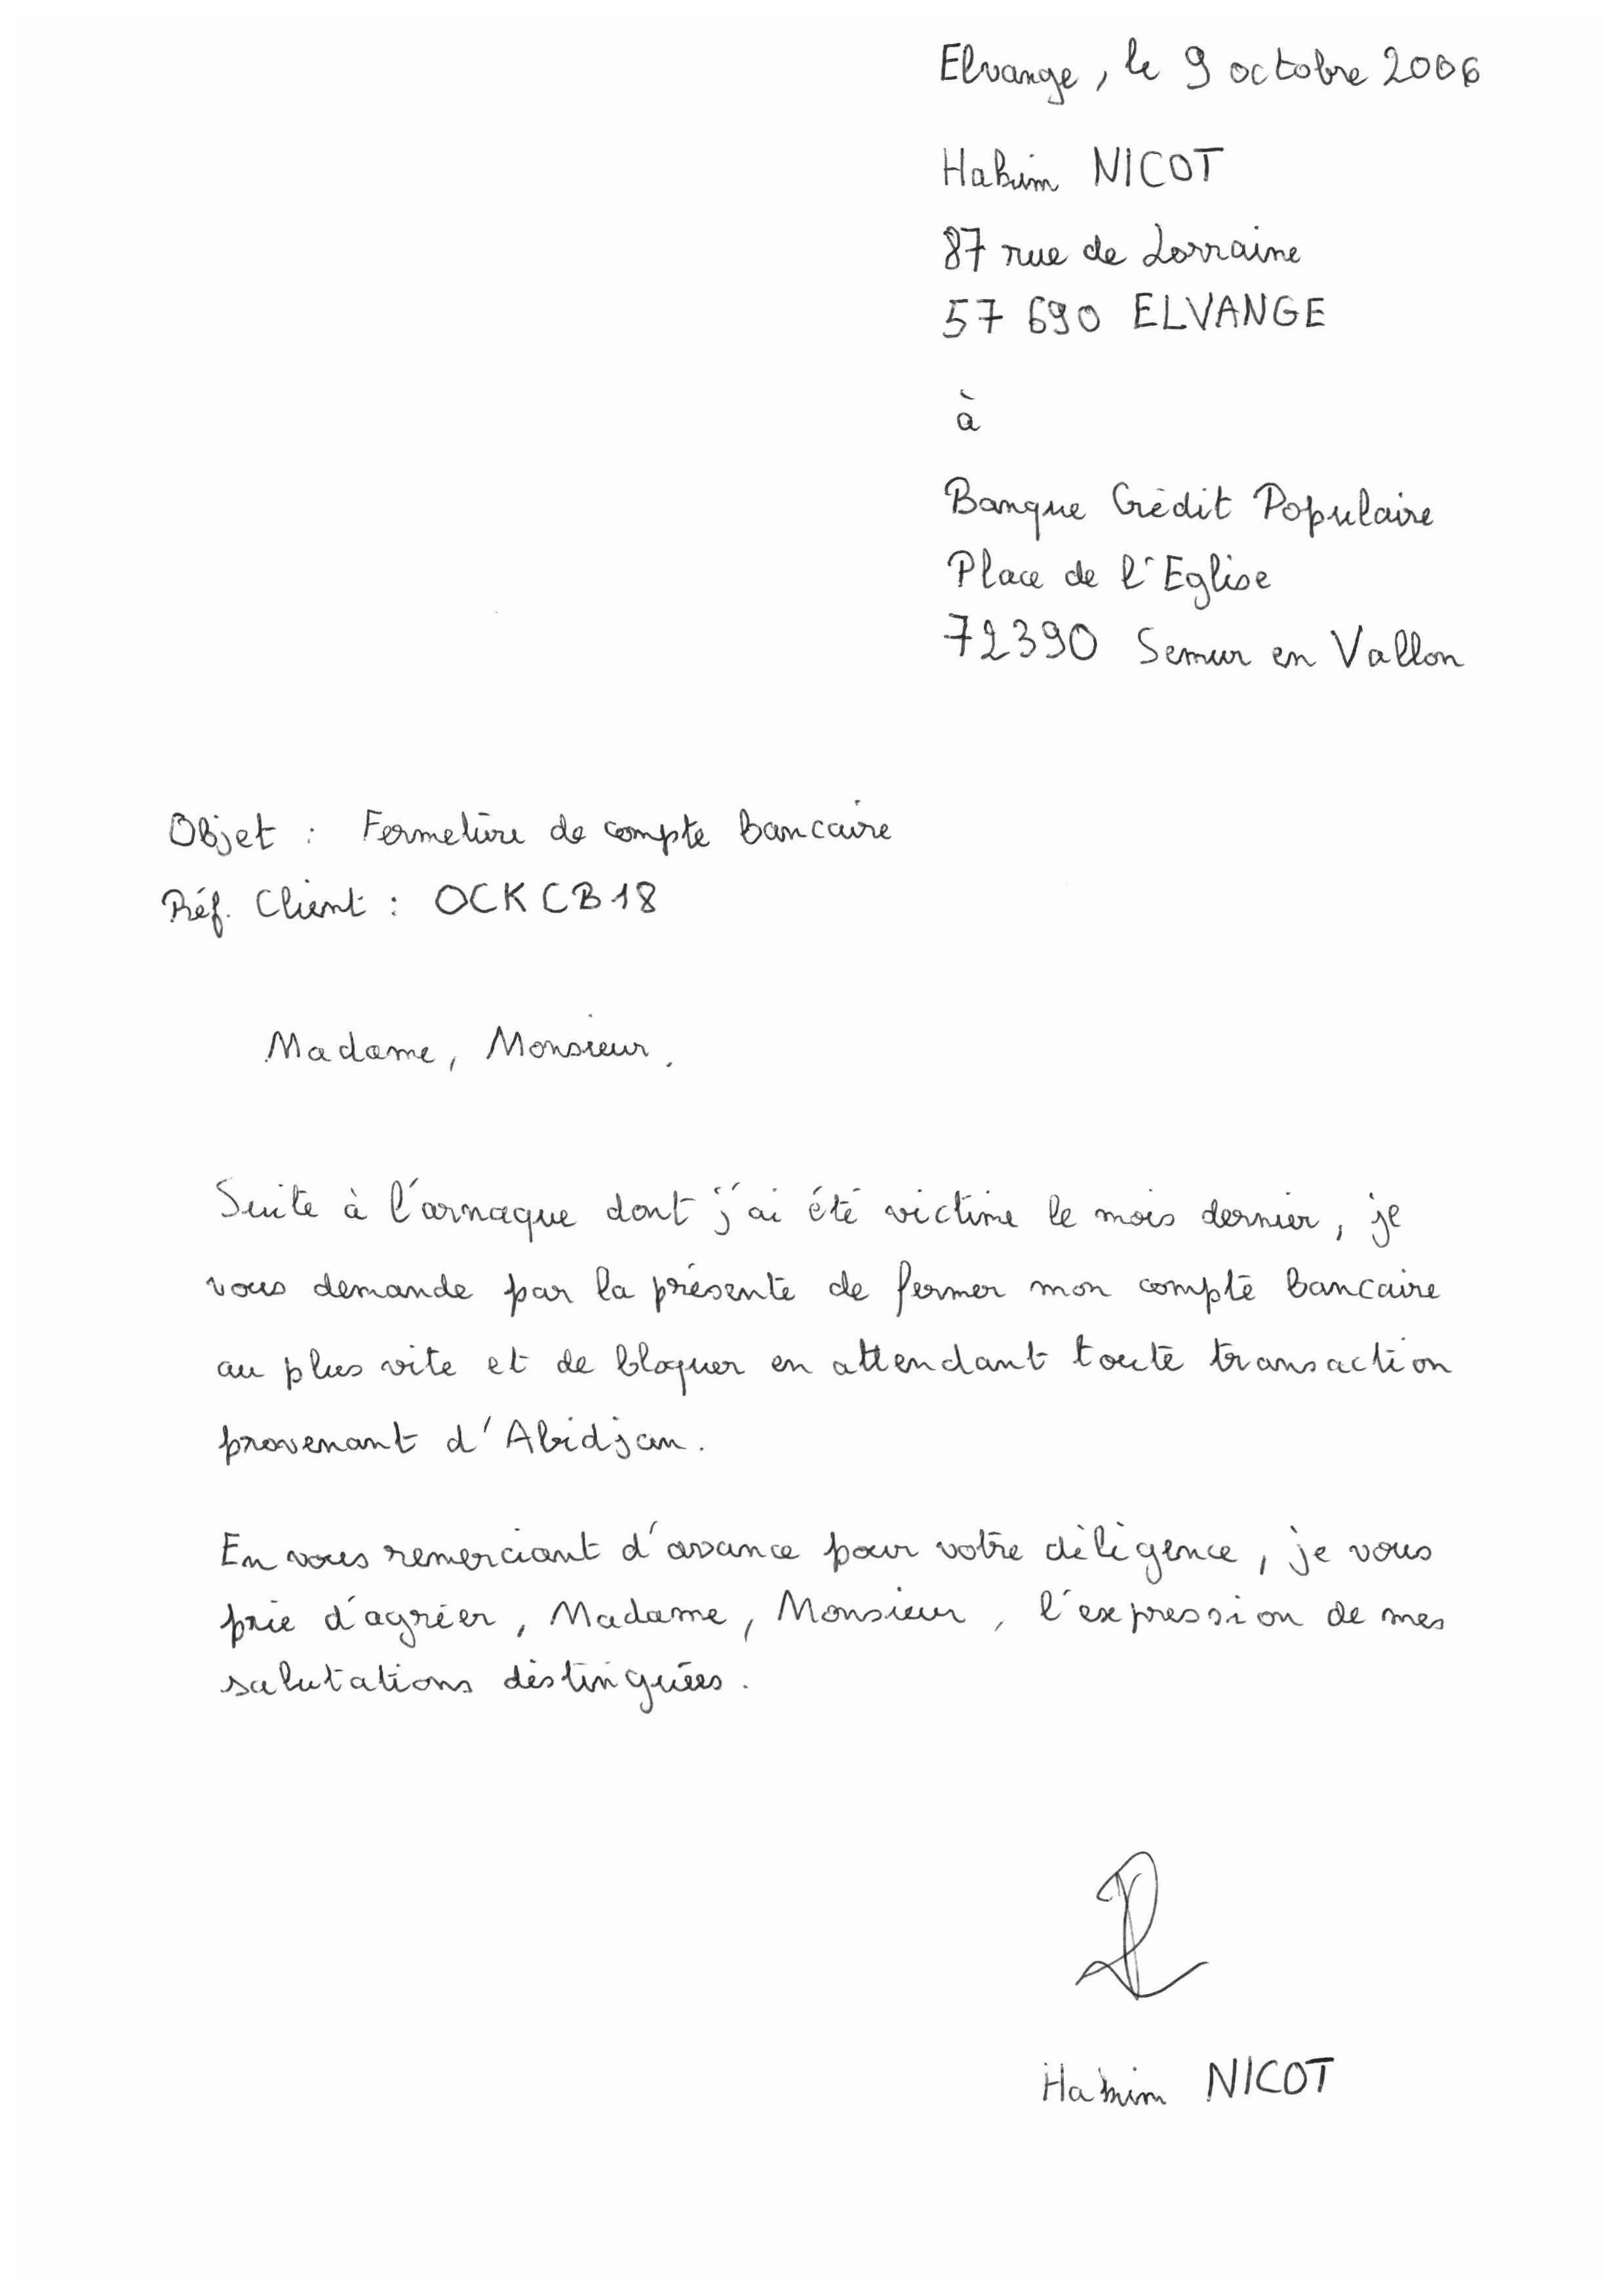 Elvange, le 9 octobre 2006
Hakim NICOT
87 rue de Lorraine
57 690 ELVANGE
à
Banque Crédit Populaire
Place de l'Eglise
72390 Semur en Vallon
Objet : Fermeture de compte bancaire
Réf. Client : OCKCB18
Madame, Monsieur,
Suite à l'arnaque dont j'ai été victime le mois dernier, je
vous demande par la présente de fermer mon compte bancaire
au plus vite et de bloquer en attendant toute transaction
provenant d'Abidjan.
En vous remerciant d'avance pour votre diligence, je vous
prie d'agréer, Madame, Monsieur, l'expression de mes
salutations distinguées.
Hakim NICOT